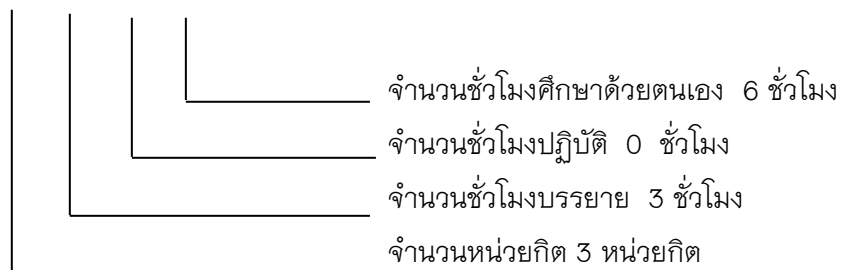 จำนวนชั่วโมงศึกษาด้วยตนเอง 6 ชั่วโมง
จำนวนชั่วโมงปฏิบัติ 0 ชั่วโมง
จำนวนชั่วโมงบรรยาย 3 ชั่วโมง
จำนวนหน่วยกิต 3 หน่วยกิต